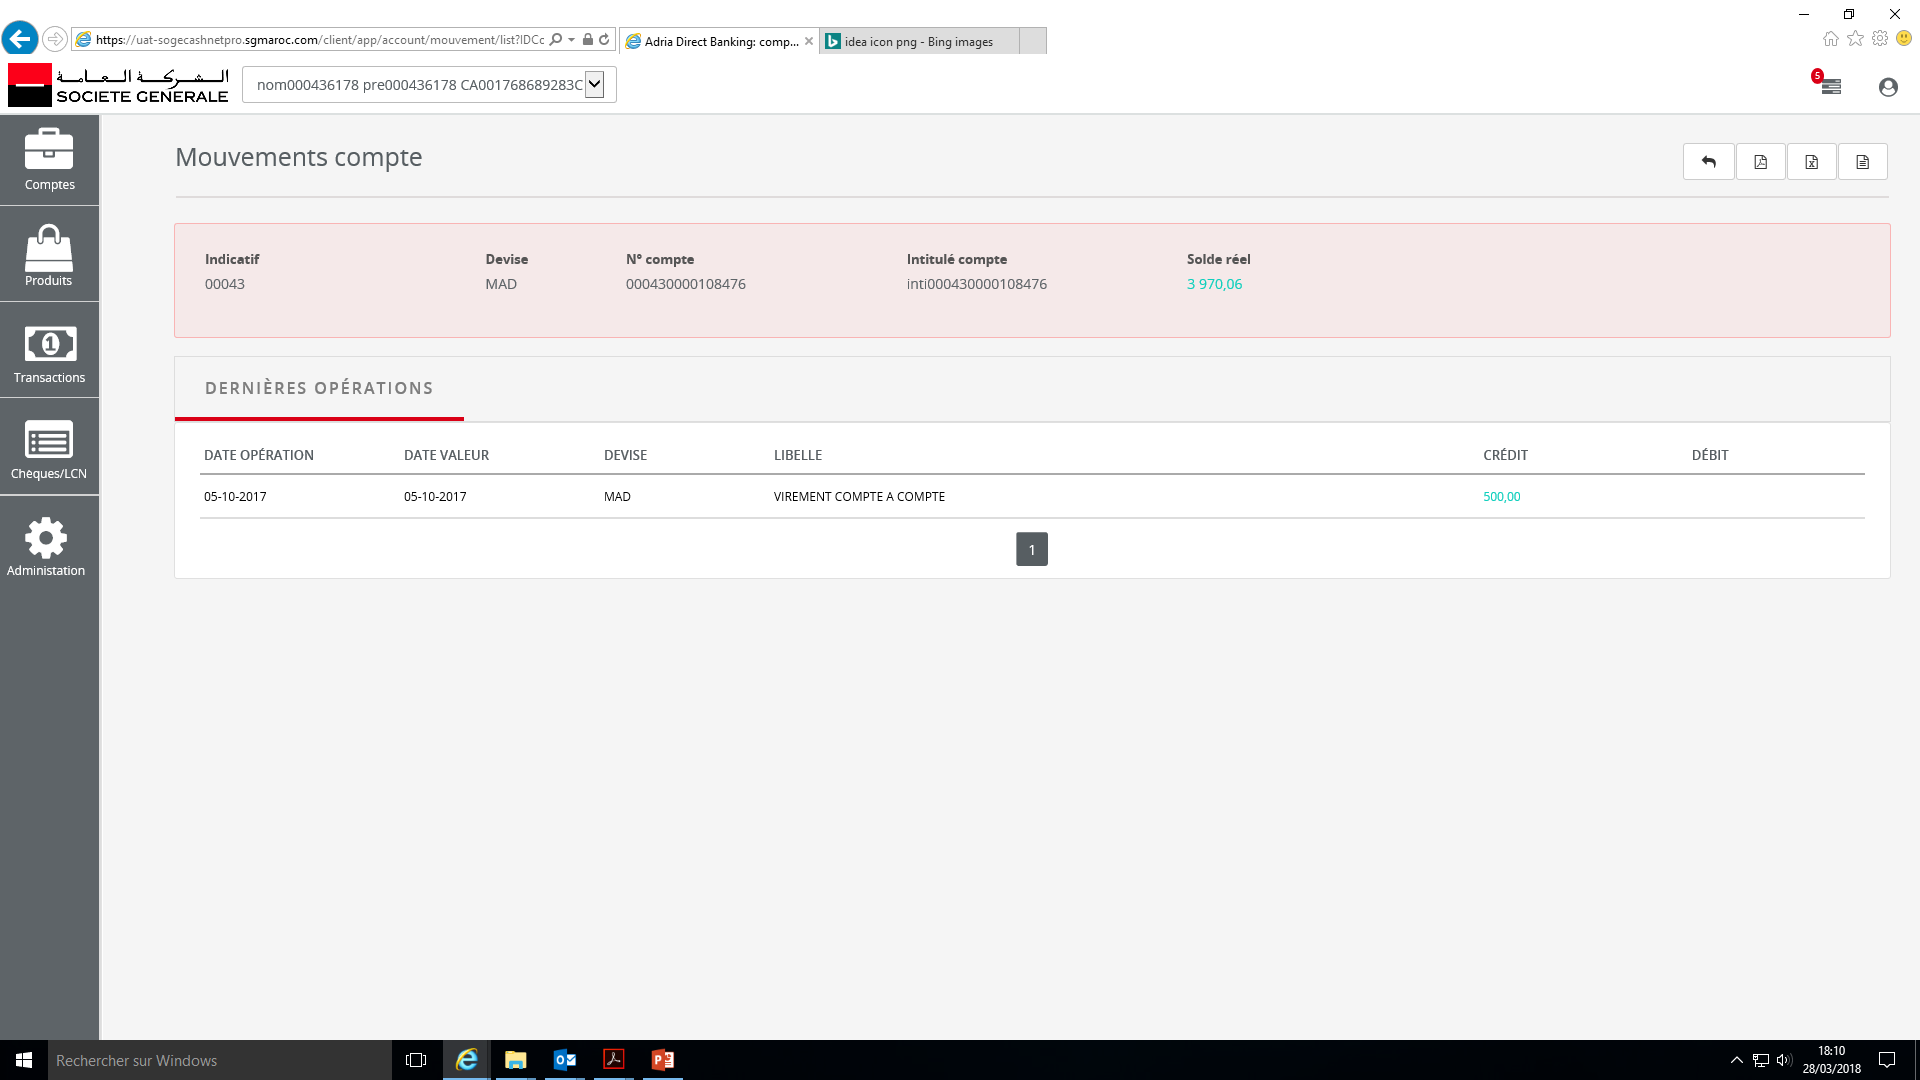 https://uat-sogecashnetpro.sgmaroc.com/client/app/account/mouvement/list?IDCc
Adria Direct Banking: comp...
idea icon png - Bing images
الشركة العامة
SOCIETE GENERALE
nom000436178 pre000436178 CA001768689283C
5
Comptes
Produits
1
Transactions
Chèques/LCN
Administation
Mouvements compte
Indicatif Devise N° compte Intitulé compte Solde réel
00043 MAD 000430000108476 inti000430000108476 3 970,06
DERNIÈRES OPÉRATIONS
DATE OPÉRATION DATE VALEUR DEVISE LIBELLE CRÉDIT DÉBIT
05-10-2017 05-10-2017 MAD VIREMENT COMPTE A COMPTE 500,00
1
Rechercher sur Windows
18:10
28/03/2018